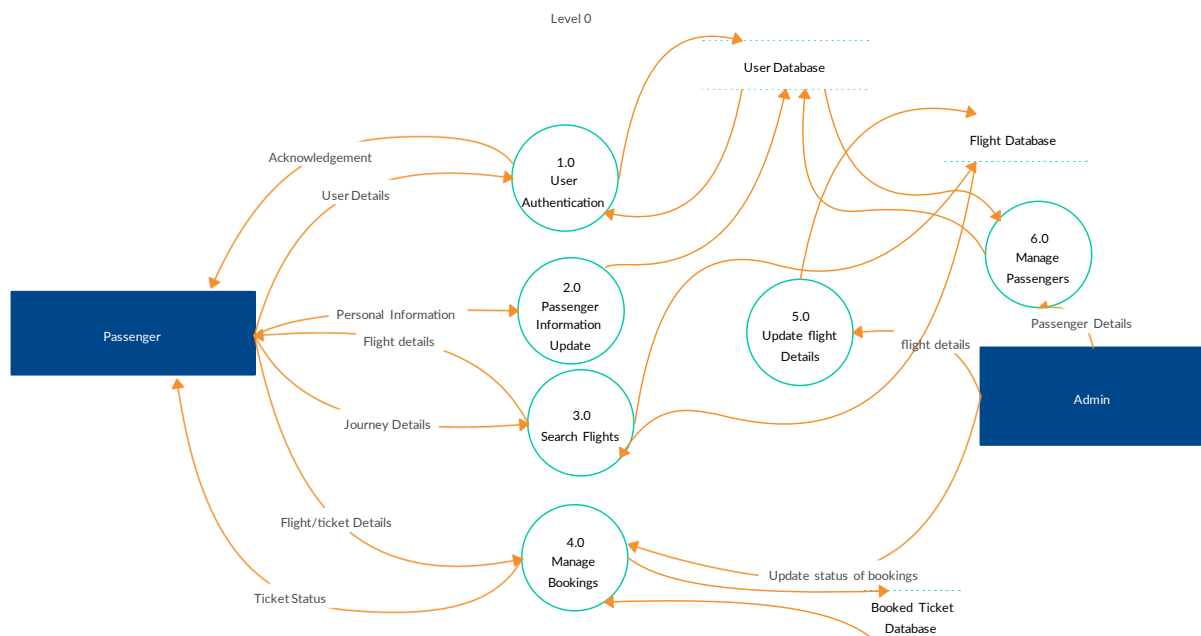 Level 0
User Database
Flight Database
Acknowledgement
1.0
User
Authentication
User Details
6.0
Manage
Passengers
2.0
Passenger
Information
Update
Personal Information
5.0
Update flight
Details
Passenger Details
Passenger
Flight details
flight details
Admin
3.0
Search Flights
Journey Details
Flight/ticket Details
4.0
Manage
Bookings
Update status of bookings
Ticket Status
Booked Ticket
Database